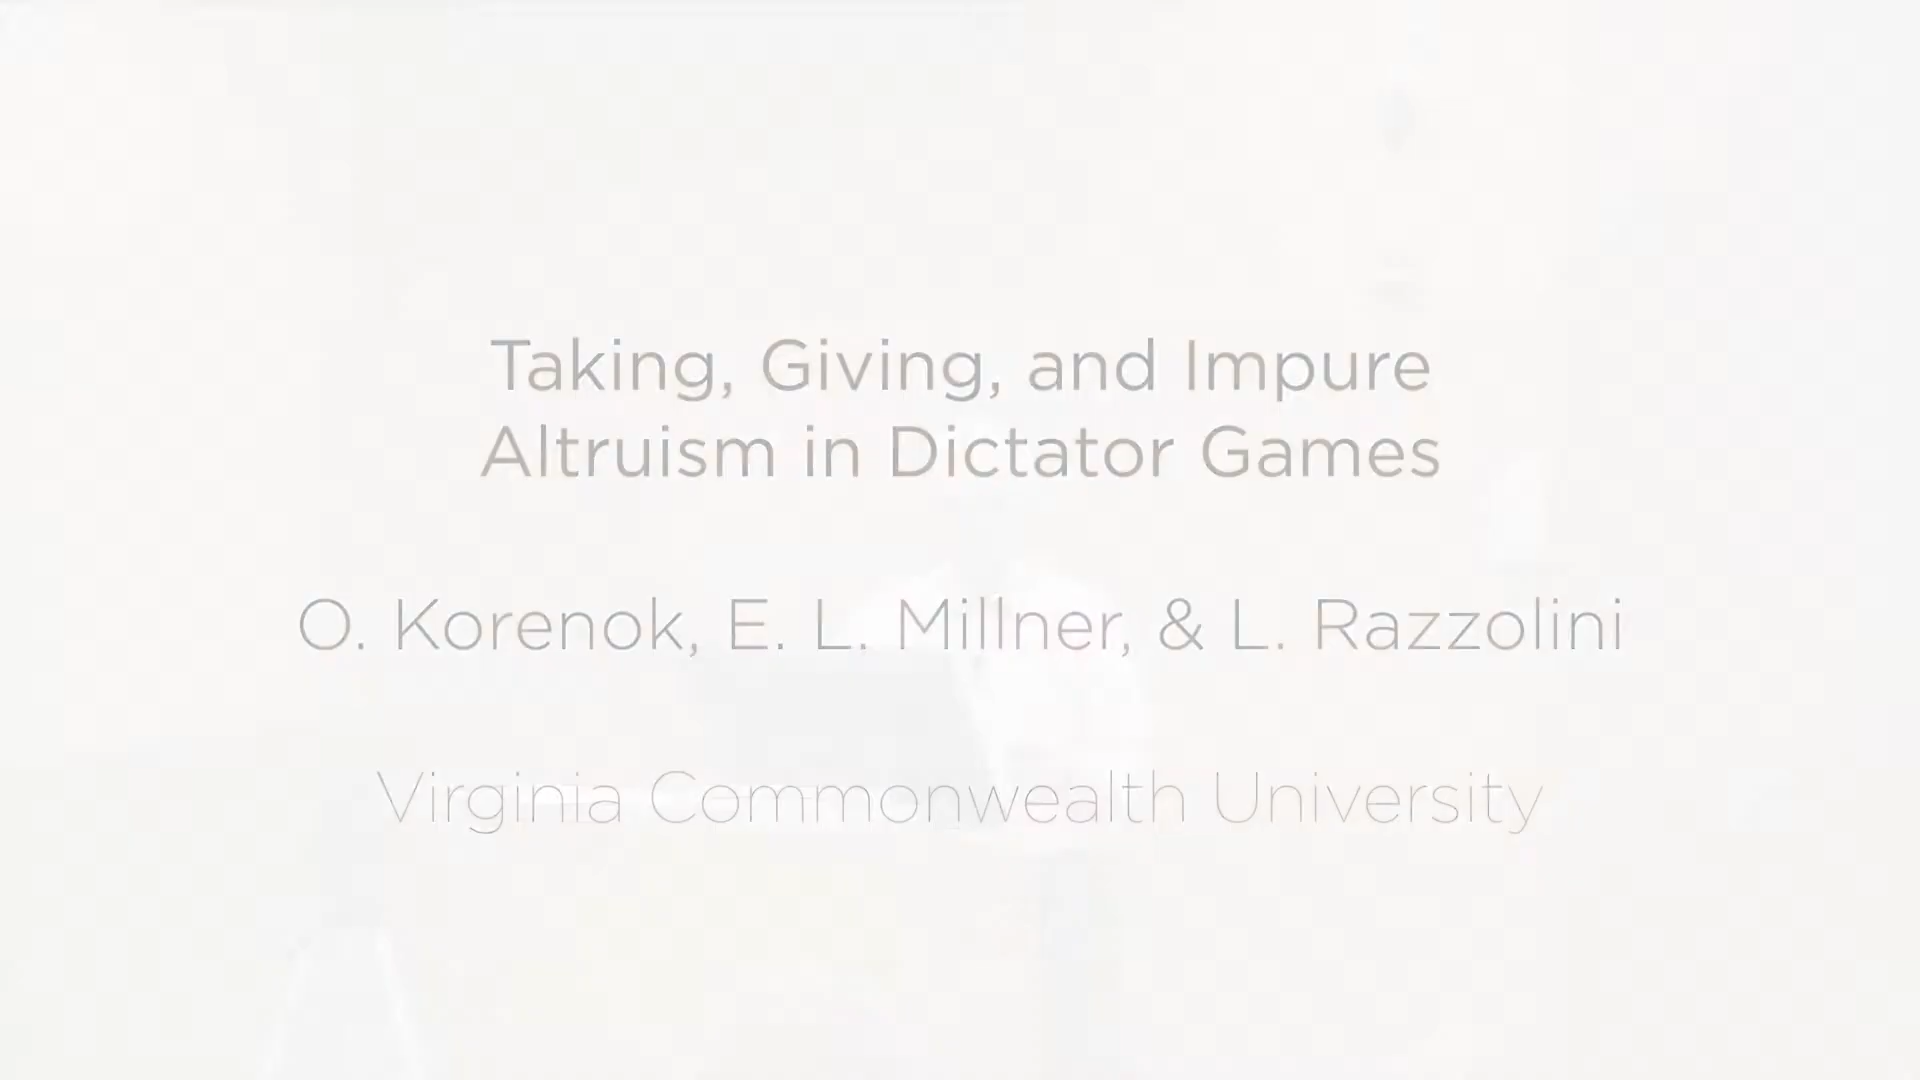 Taking, Giving, and Impure
Altruism in Dictator Games
O. Korenok, E. L. Millner, & L. Razzolini
Virginia Commonwealth University